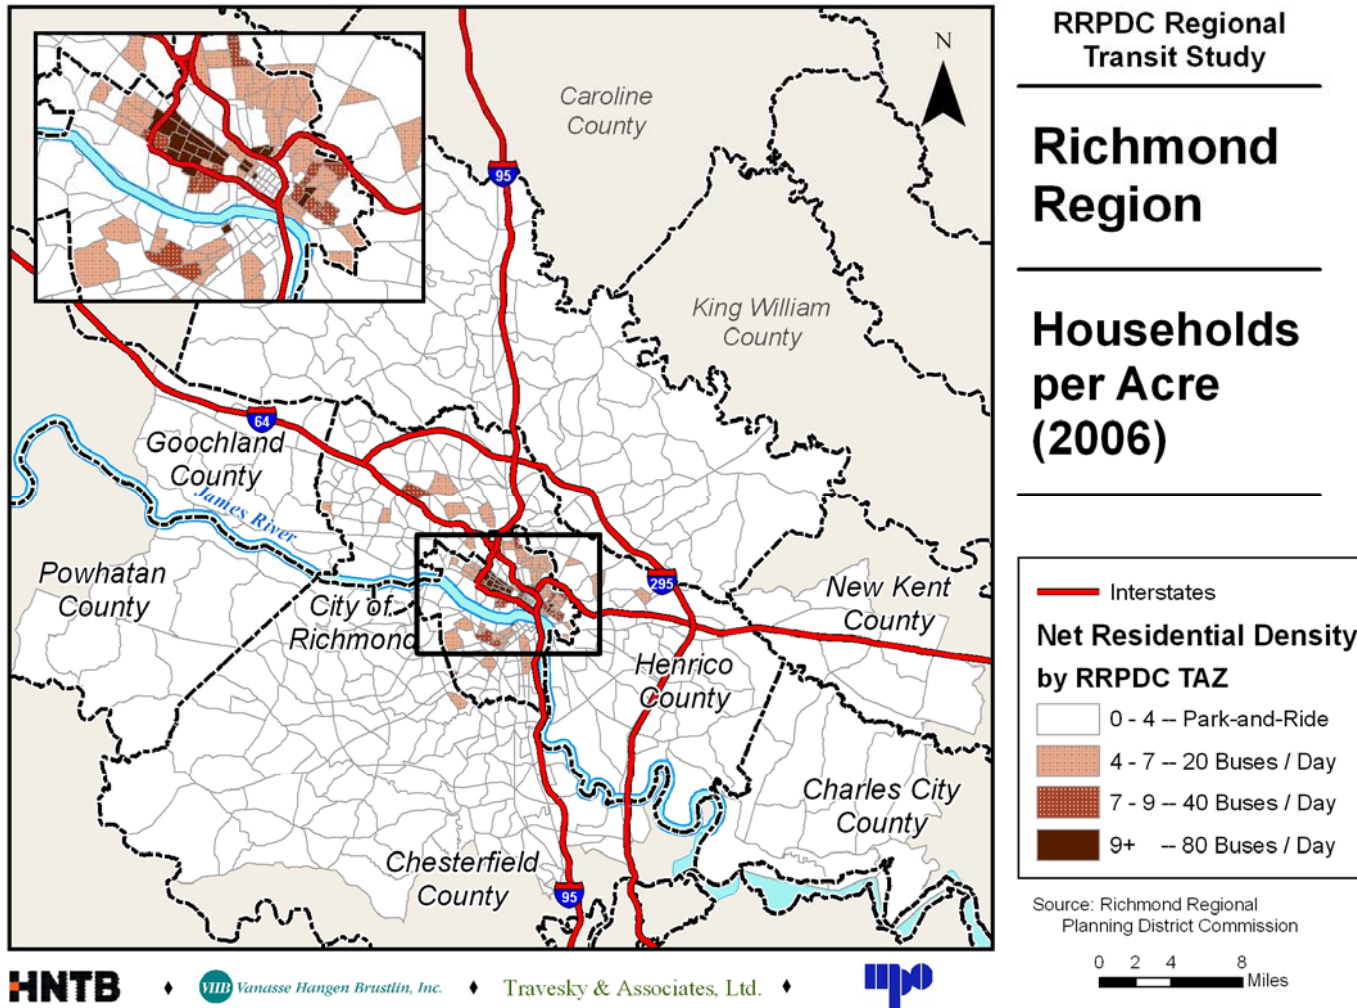 RRPDC Regional
Transit Study
Richmond
Region
Households
per Acre
(2006)
N
Caroline
County
95
King William
County
64
Goochland
County
James River
Powhatan
County
City of
Richmond
295
New Kent
County
Henrico
County
Charles City
County
Chesterfield
County
95
Interstates
Net Residential Density
by RRPDC TAZ
0 - 4 -- Park-and-Ride
4 - 7 -- 20 Buses / Day
7 - 9 -- 40 Buses / Day
9+ -- 80 Buses / Day
Source: Richmond Regional
Planning District Commission
0 2 4 8
Miles
HNTB
VHB Vanasse Hangen Brustlin, Inc.
Travesky & Associates, Ltd.
mpo